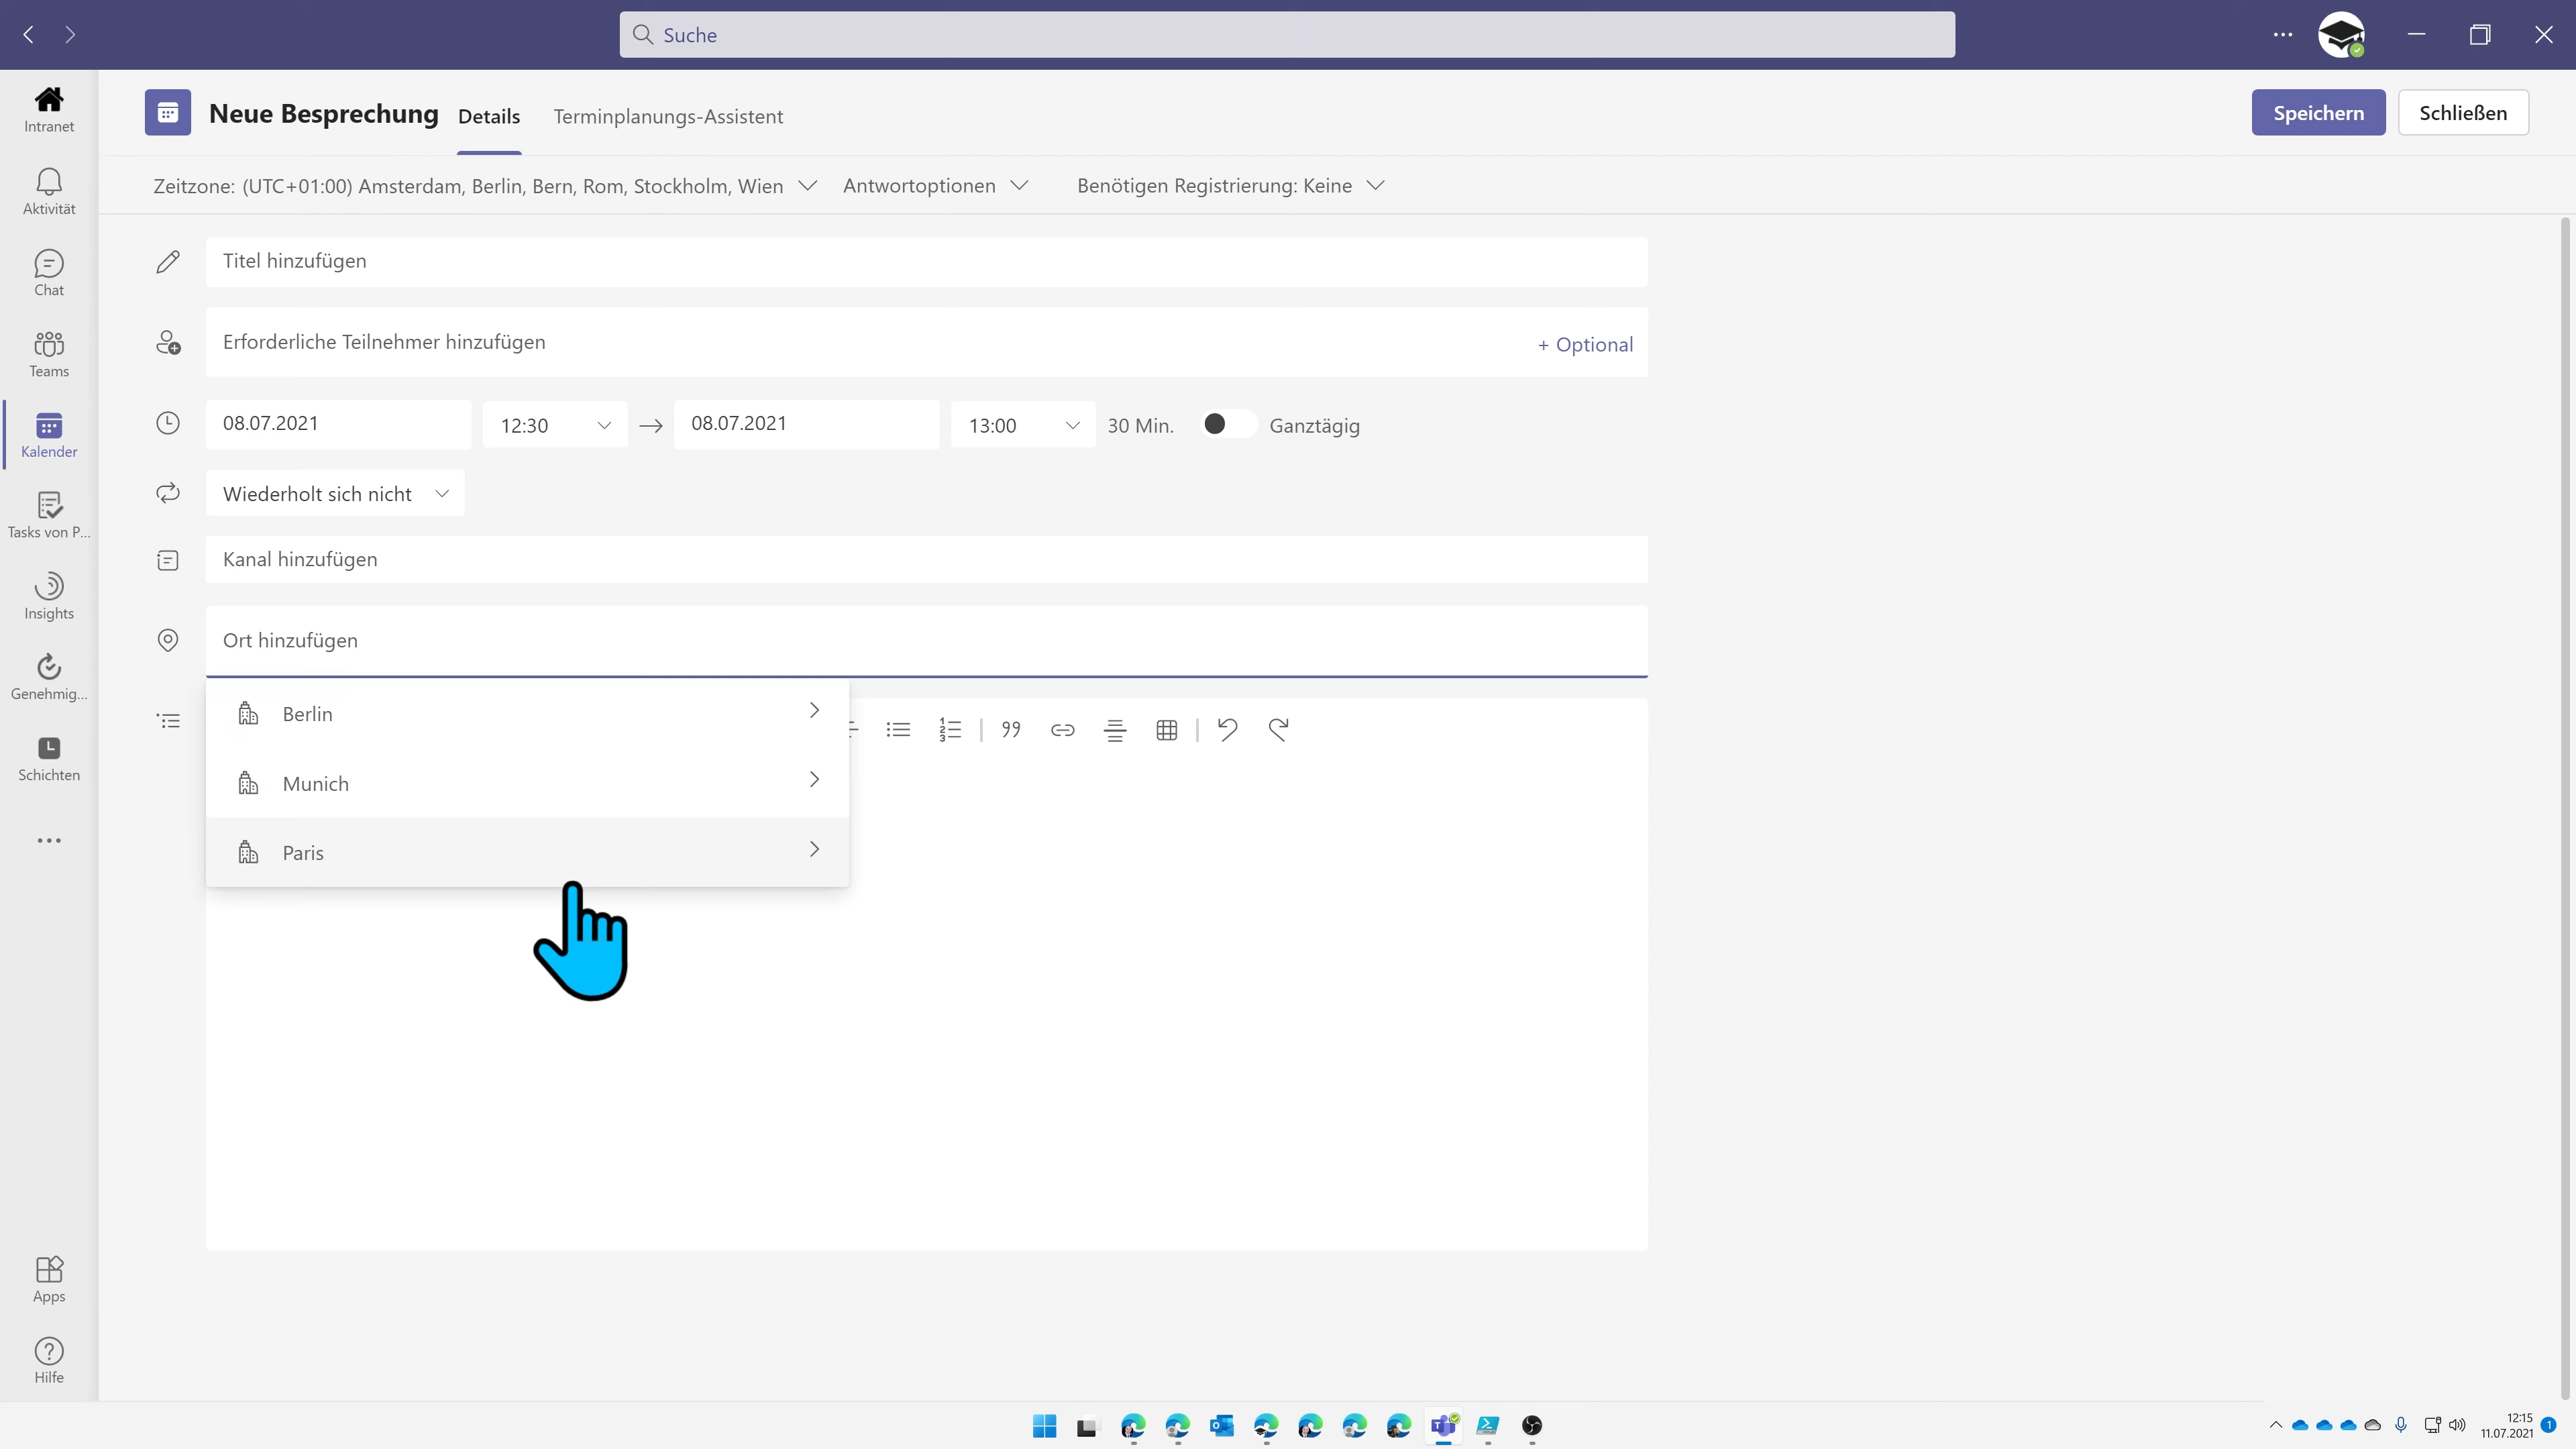 Suche
Intranet
Aktivität
Chat
Teams
Kalender
Tasks von P...
Insights
Genehmig...
Schichten
Apps
Hilfe
Neue Besprechung Details Terminplanungs-Assistent Speichern Schließen
Zeitzone: (UTC+01:00) Amsterdam, Berlin, Bern, Rom, Stockholm, Wien Antwortoptionen Benötigen Registrierung: Keine
Titel hinzufügen
Erforderliche Teilnehmer hinzufügen + Optional
08.07.2021 12:30 → 08.07.2021 13:00 30 Min. Ganztägig
Wiederholt sich nicht
Kanal hinzufügen
Ort hinzufügen
Berlin
Munich
Paris
12:15
11.07.2021 1